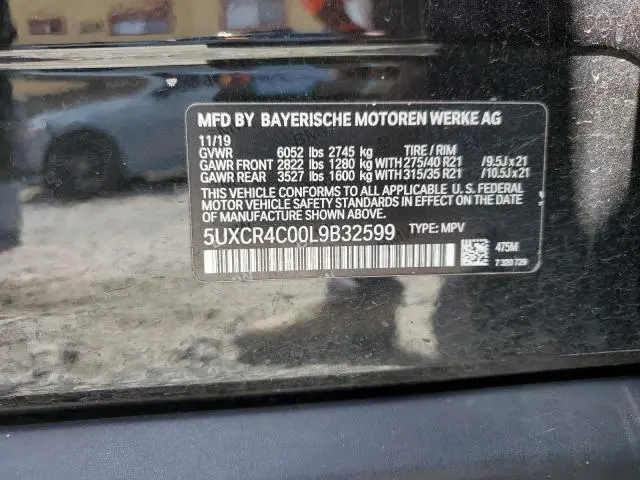 MFD BY BAYERISCHE MOTOREN WERKE AG
11/19
GVWR 6052 lbs 2745 kg TIRE / RIM
GAWR FRONT 2822 lbs 1280 kg WITH 275/40 R21 /9.5J x 21
GAWR REAR 3527 lbs 1600 kg WITH 315/35 R21 /10.5J x 21
THIS VEHICLE CONFORMS TO ALL APPLICABLE U. S. FEDERAL
MOTOR VEHICLE SAFETY STANDARDS IN EFFECT ON THE DATE OF
MANUFACTURE SHOWN ABOVE.
5UXCR4C00L9B32599 TYPE: MPV
475M
7 320 729